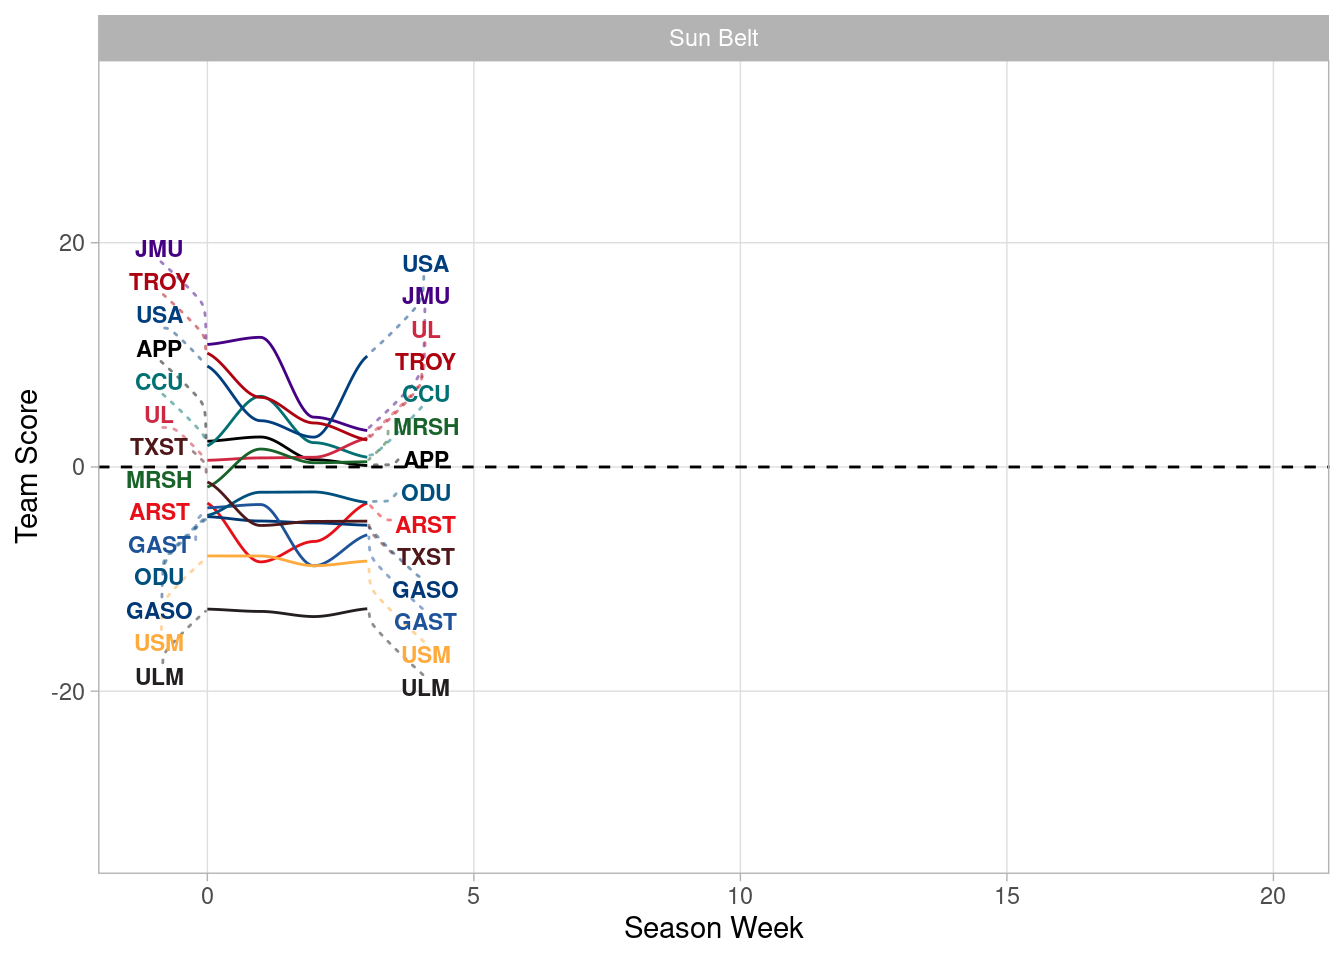 Sun Belt
Team Score
20
0
-20
JMU
TROY
USA
APP
CCU
UL
TXST
MRSH
ARST
GAST
ODU
GASO
USM
ULM
USA
JMU
UL
TROY
CCU
MRSH
APP
ODU
ARST
TXST
GASO
GAST
USM
ULM
0 5 10 15 20
Season Week